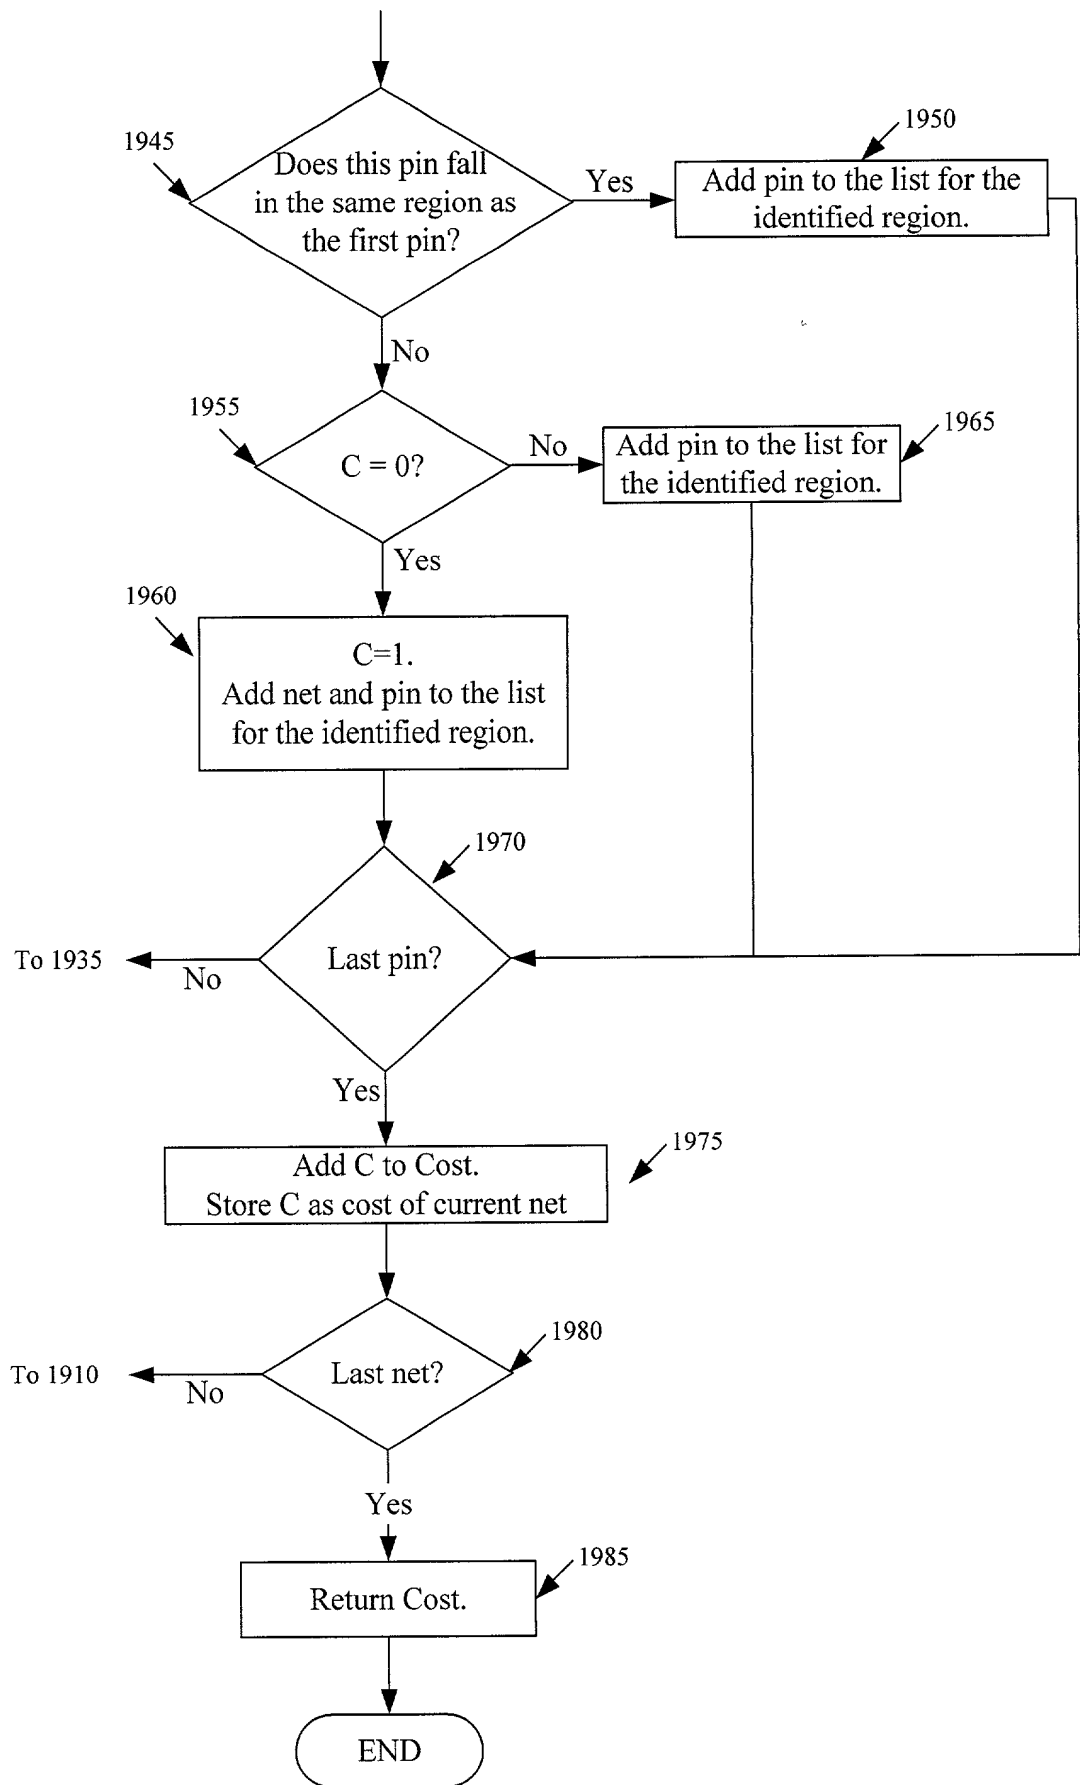 1945
Does this pin fall
in the same region as
the first pin?
Yes
1950
Add pin to the list for the
identified region.
No
1955
C = 0?
No
1965
Add pin to the list for
the identified region.
Yes
1960
C=1.
Add net and pin to the list
for the identified region.
1970
Last pin?
To 1935
No
Yes
1975
Add C to Cost.
Store C as cost of current net
1980
Last net?
To 1910
No
Yes
1985
Return Cost.
END